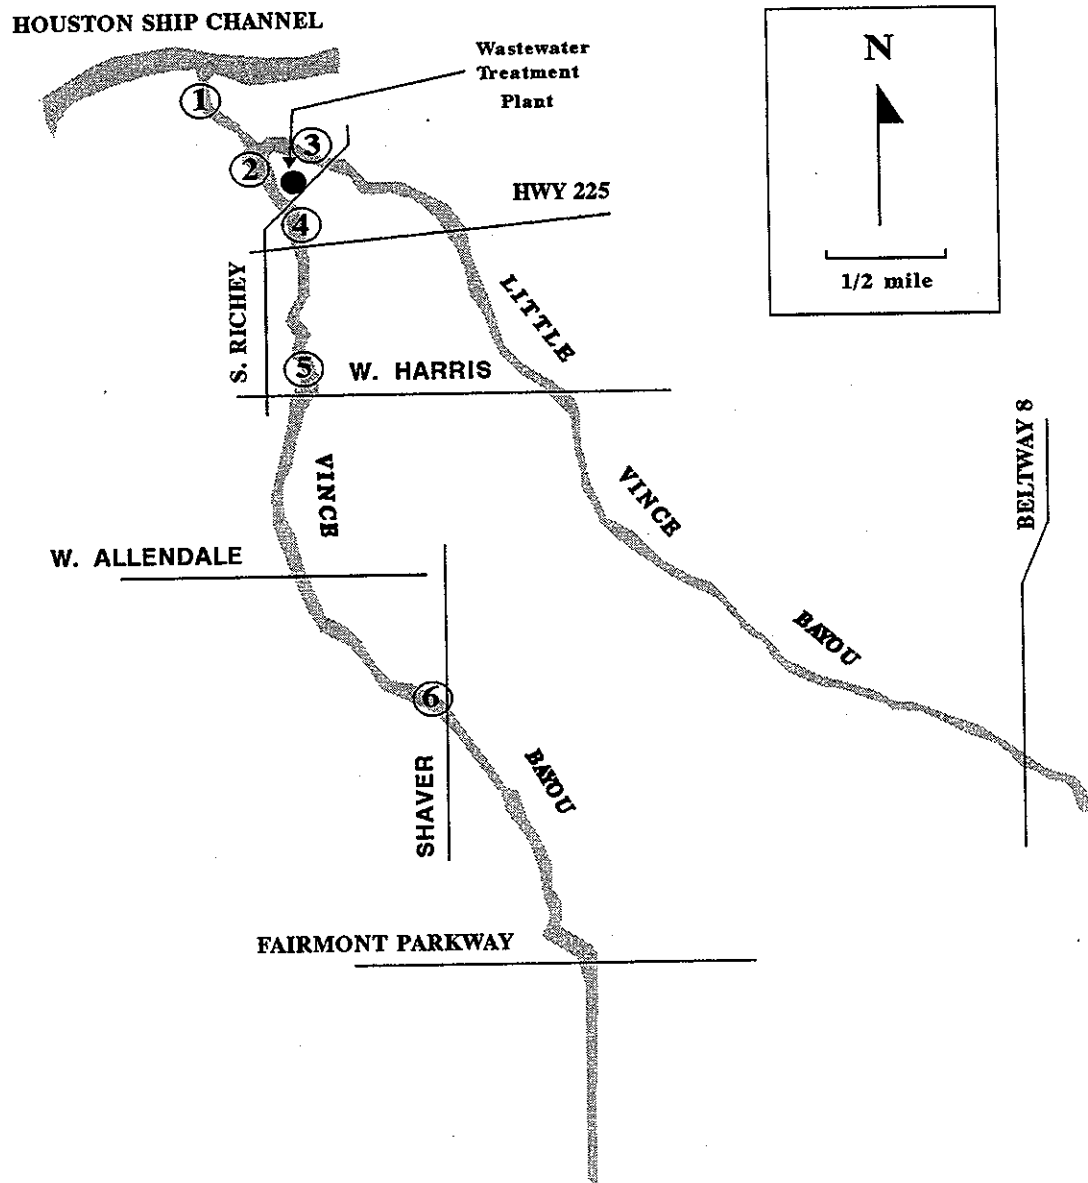 HOUSTON SHIP CHANNEL
Wastewater
Treatment
Plant
N
1/2 mile
1
2
3
4
HWY 225
S. RICHEY
LITTLE
5
W. HARRIS
BELTWAY 8
VINCE
VINCE
W. ALLENDALE
BAYOU
6
SHAVER
BAYOU
FAIRMONT PARKWAY